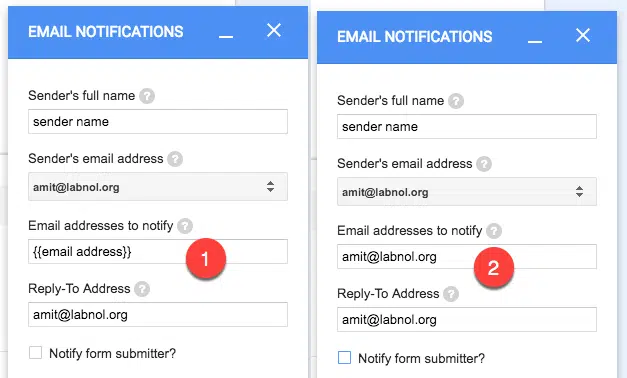 EMAIL NOTIFICATIONS
Sender's full name ?
sender name
Sender's email address ?
amit@labnol.org
Email addresses to notify ?
{{email address}}
1
Reply-To Address ?
amit@labnol.org
Notify form submitter?
EMAIL NOTIFICATIONS
Sender's full name ?
sender name
Sender's email address ?
amit@labnol.org
Email addresses to notify ?
amit@labnol.org
2
Reply-To Address ?
amit@labnol.org
Notify form submitter?